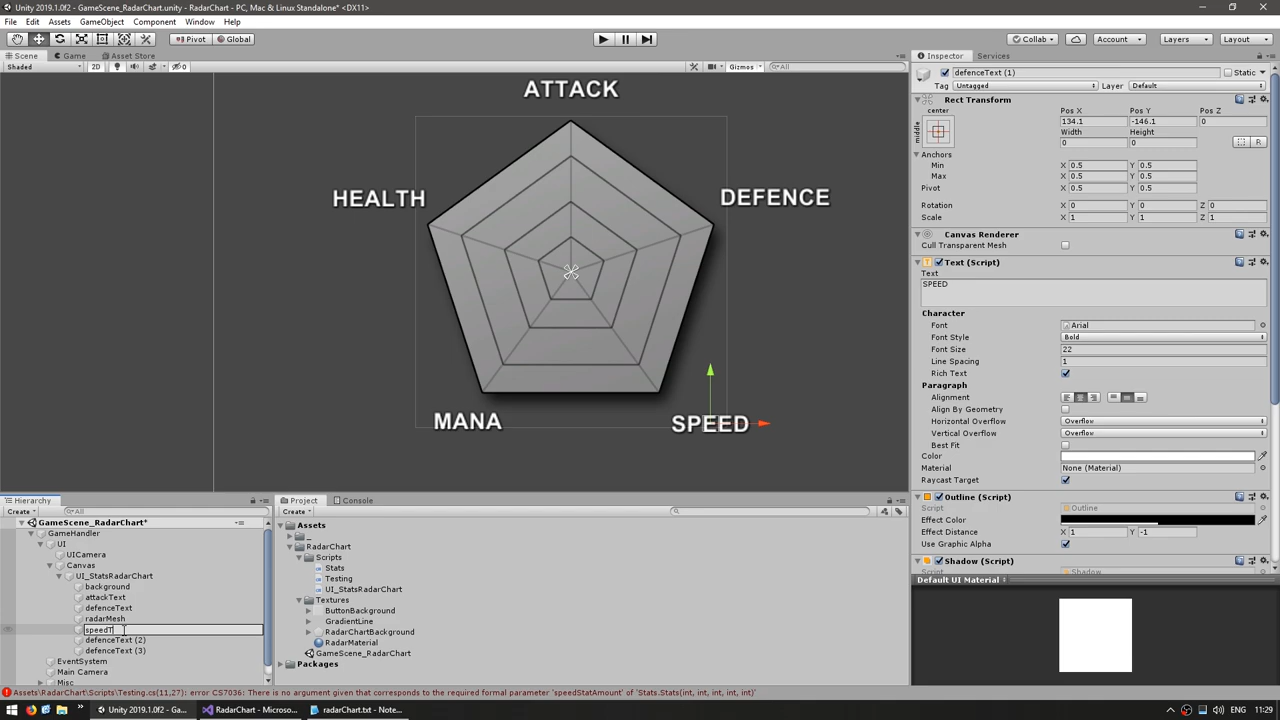 Unity 2019.1.0f2 - GameScene_RadarChart.unity - RadarChart - PC, Mac & Linux Standalone* <DX11>
File Edit Assets GameObject Component Window Help
Pivot Global Collab Account Layers Layout
Scene Game Asset Store
Shaded 2D 0 Gizmos All
ATTACK
HEALTH
DEFENCE
MANA
SPEED
Inspector Services
defenceText (1) Static
Tag Untagged Layer Default
Rect Transform
center Pos X Pos Y Pos Z
middle 134.1 -146.1 0
Width Height
0 0
R
Anchors
Min X 0.5 Y 0.5
Max X 0.5 Y 0.5
Pivot X 0.5 Y 0.5
Rotation X 0 Y 0 Z 0
Scale X 1 Y 1 Z 1
Canvas Renderer
Cull Transparent Mesh
Text (Script)
Text
SPEED
Character
Font Arial
Font Style Bold
Font Size 22
Line Spacing 1
Rich Text
Paragraph
Alignment
Align By Geometry
Horizontal Overflow Overflow
Vertical Overflow Overflow
Best Fit
Color
Material None (Material)
Raycast Target
Outline (Script)
Script Outline
Effect Color
Effect Distance X 1 Y -1
Use Graphic Alpha
Shadow (Script)
Script Shadow
Default UI Material
Hierarchy
Create All
GameScene_RadarChart*
GameHandler
UI
UICamera
Canvas
UI_StatsRadarChart
background
attackText
defenceText
radarMesh
speedT
defenceText (2)
defenceText (3)
EventSystem
Main Camera
Misc
Project Console
Create
Assets
_
RadarChart
Scripts
Stats
Testing
UI_StatsRadarChart
Textures
ButtonBackground
GradientLine
RadarChartBackground
RadarMaterial
GameScene_RadarChart
Packages
Assets\RadarChart\Scripts\Testing.cs(11,27): error CS7036: There is no argument given that corresponds to the required formal parameter 'speedStatAmount' of 'Stats.Stats(int, int, int, int, int)'
Unity 2019.1.0f2 - Ga... RadarChart - Microso... radarChart.txt - Note... ENG 11:29